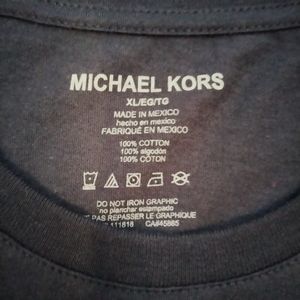 MICHAEL KORS
XL/EG/TG
MADE IN MEXICO
hecho en mexico
FABRIQUÉ EN MEXICO
100% COTTON
100% algodón
100% COTON
DO NOT IRON GRAPHIC
no planchar estampado
PAS REPASSER LE GRAPHIQUE
111818 CA#45885